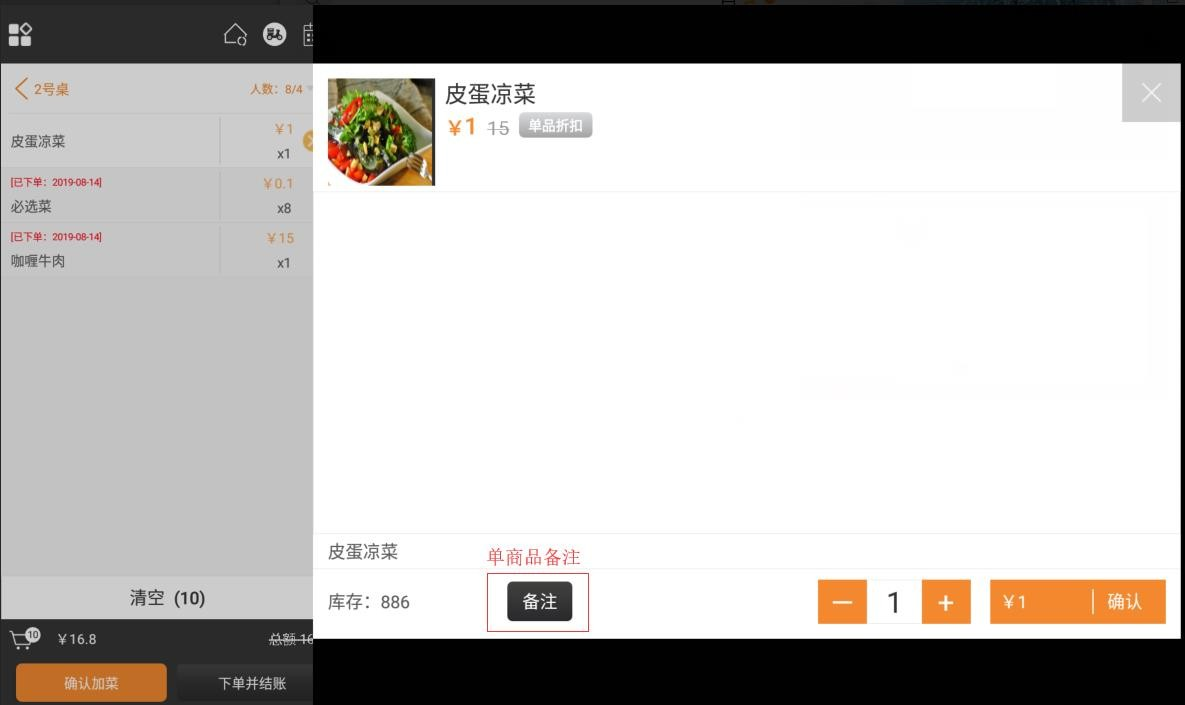 2号桌
人数：8/4
皮蛋凉菜
￥1
x1
[已下单：2019-08-14]
￥0.1
必选菜
x8
[已下单：2019-08-14]
￥15
咖喱牛肉
x1
清空 (10)
10
￥16.8
总额 16
确认加菜
下单并结账
皮蛋凉菜
￥1 15 单品折扣
皮蛋凉菜
单商品备注
库存：886
备注
1
￥1
确认